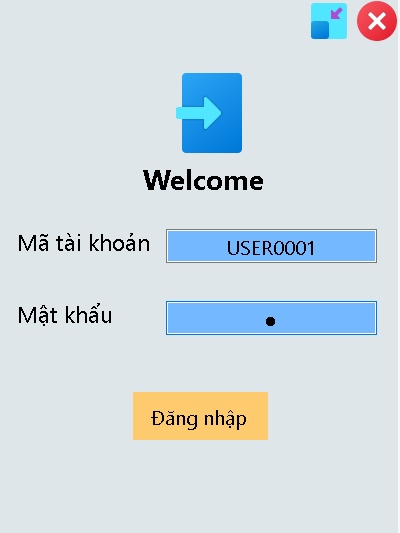 Welcome
Mã tài khoản
USER0001
Mật khẩu
●
Đăng nhập